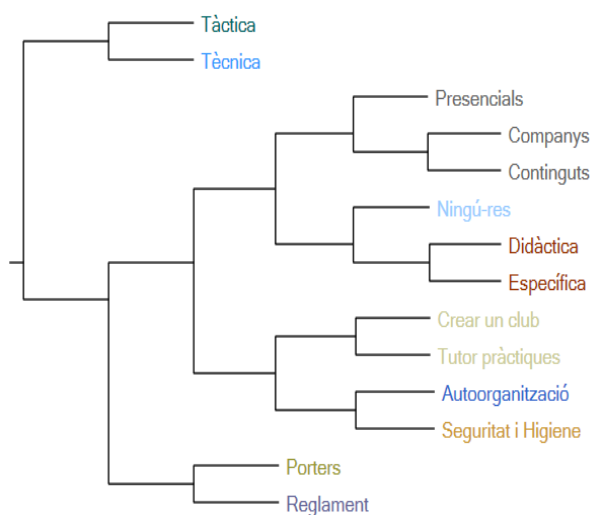 Tàctica
Tècnica
Presencials
Companys
Continguts
Ningú-res
Didàctica
Específica
Crear un club
Tutor pràctiques
Autoorganització
Seguritat i Higiene
Porters
Reglament